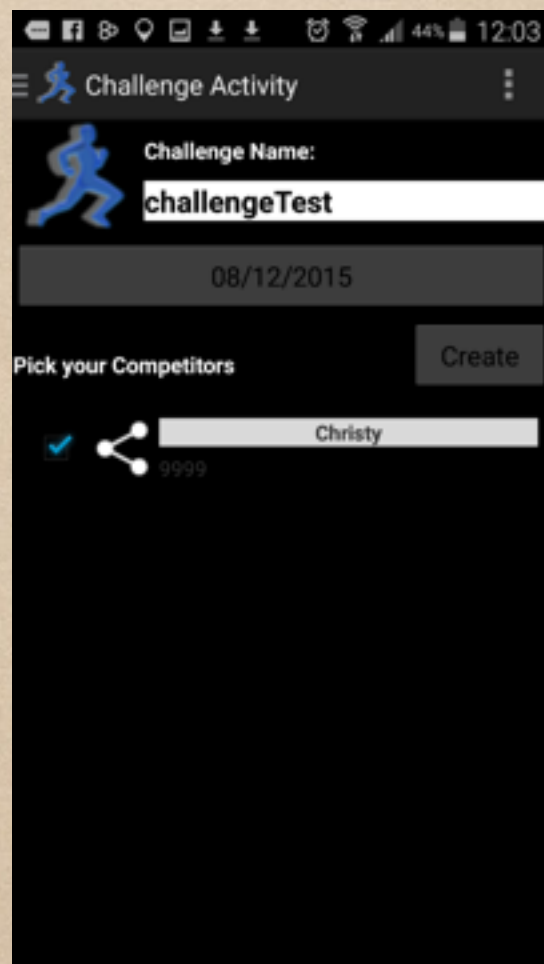 44% 12:03
Challenge Activity
Challenge Name:
challengeTest
08/12/2015
Create
Pick your Competitors
Christy
9999